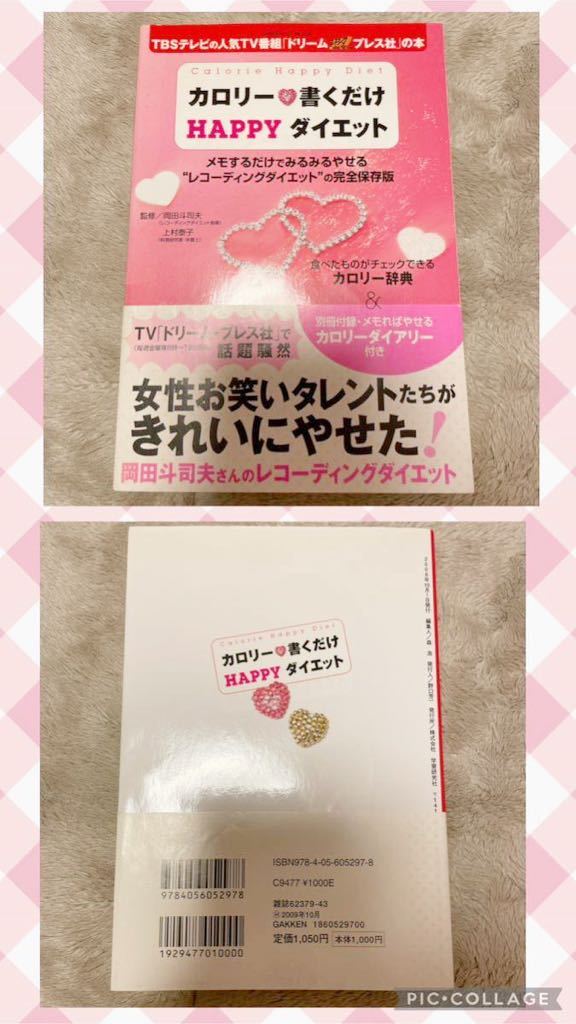 TBSテレビの人気TV番組「ドリーム プレス社」の本
Calorie Happy Diet
カロリー 書くだけ
HAPPY ダイエット
メモするだけでみるみるやせる
“レコーディングダイエット”の完全保存版
監修/岡田斗司夫
上村泰子
食べたものがチェックできる
カロリー辞典
&
別冊付録・メモればやせる
カロリーダイアリー
付き
TV「ドリーム・プレス社」で
話題騒然
女性お笑いタレントたちが
きれいにやせた!
岡田斗司夫さんのレコーディングダイエット
Calorie Happy Diet
カロリー 書くだけ
HAPPY ダイエット
ISBN978-4-05-605297-8
C9477 ¥1000E
9784056052978
雑誌62379-43
2009年10月
GAKKEN 1860529700
定価1,050円 本体1,000円
1929477010000
PIC•COLLAGE